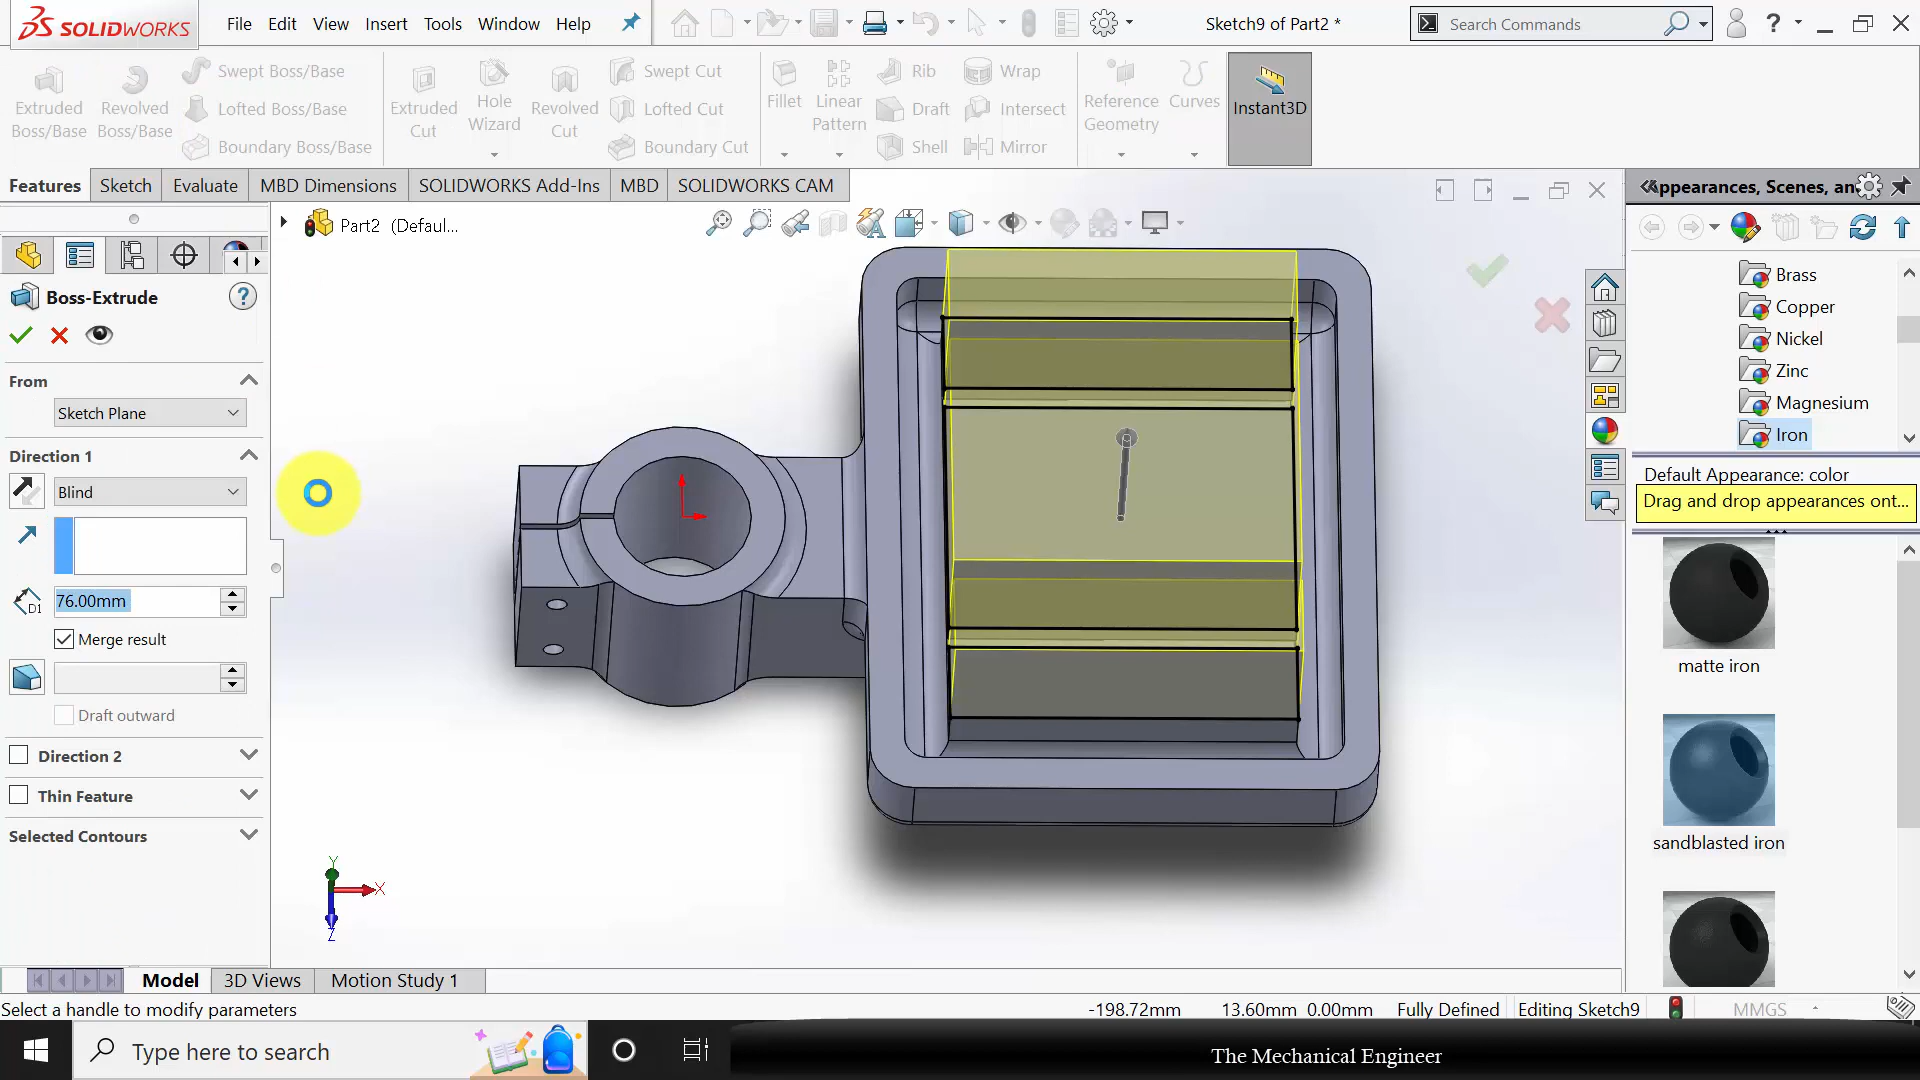 SOLIDWORKS
File Edit View Insert Tools Window Help
Sketch9 of Part2 *
Search Commands
?
Extruded Boss/Base
Revolved Boss/Base
Swept Boss/Base
Lofted Boss/Base
Boundary Boss/Base
Extruded Cut
Hole Wizard
Revolved Cut
Swept Cut
Lofted Cut
Boundary Cut
Fillet
Linear Pattern
Rib
Draft
Shell
Wrap
Intersect
Mirror
Reference Geometry
Curves
Instant3D
Features Sketch Evaluate MBD Dimensions SOLIDWORKS Add-Ins MBD SOLIDWORKS CAM
Part2 (Defaul...
Boss-Extrude
?
From
Sketch Plane
Direction 1
Blind
D1
76.00mm
Merge result
Draft outward
Direction 2
Thin Feature
Selected Contours
Y
X
Z
Appearances, Scenes, an
Brass
Copper
Nickel
Zinc
Magnesium
Iron
Default Appearance: color
Drag and drop appearances ont...
matte iron
sandblasted iron
Model 3D Views Motion Study 1
Select a handle to modify parameters
-198.72mm 13.60mm 0.00mm Fully Defined Editing Sketch9 MMGS
Type here to search
The Mechanical Engineer